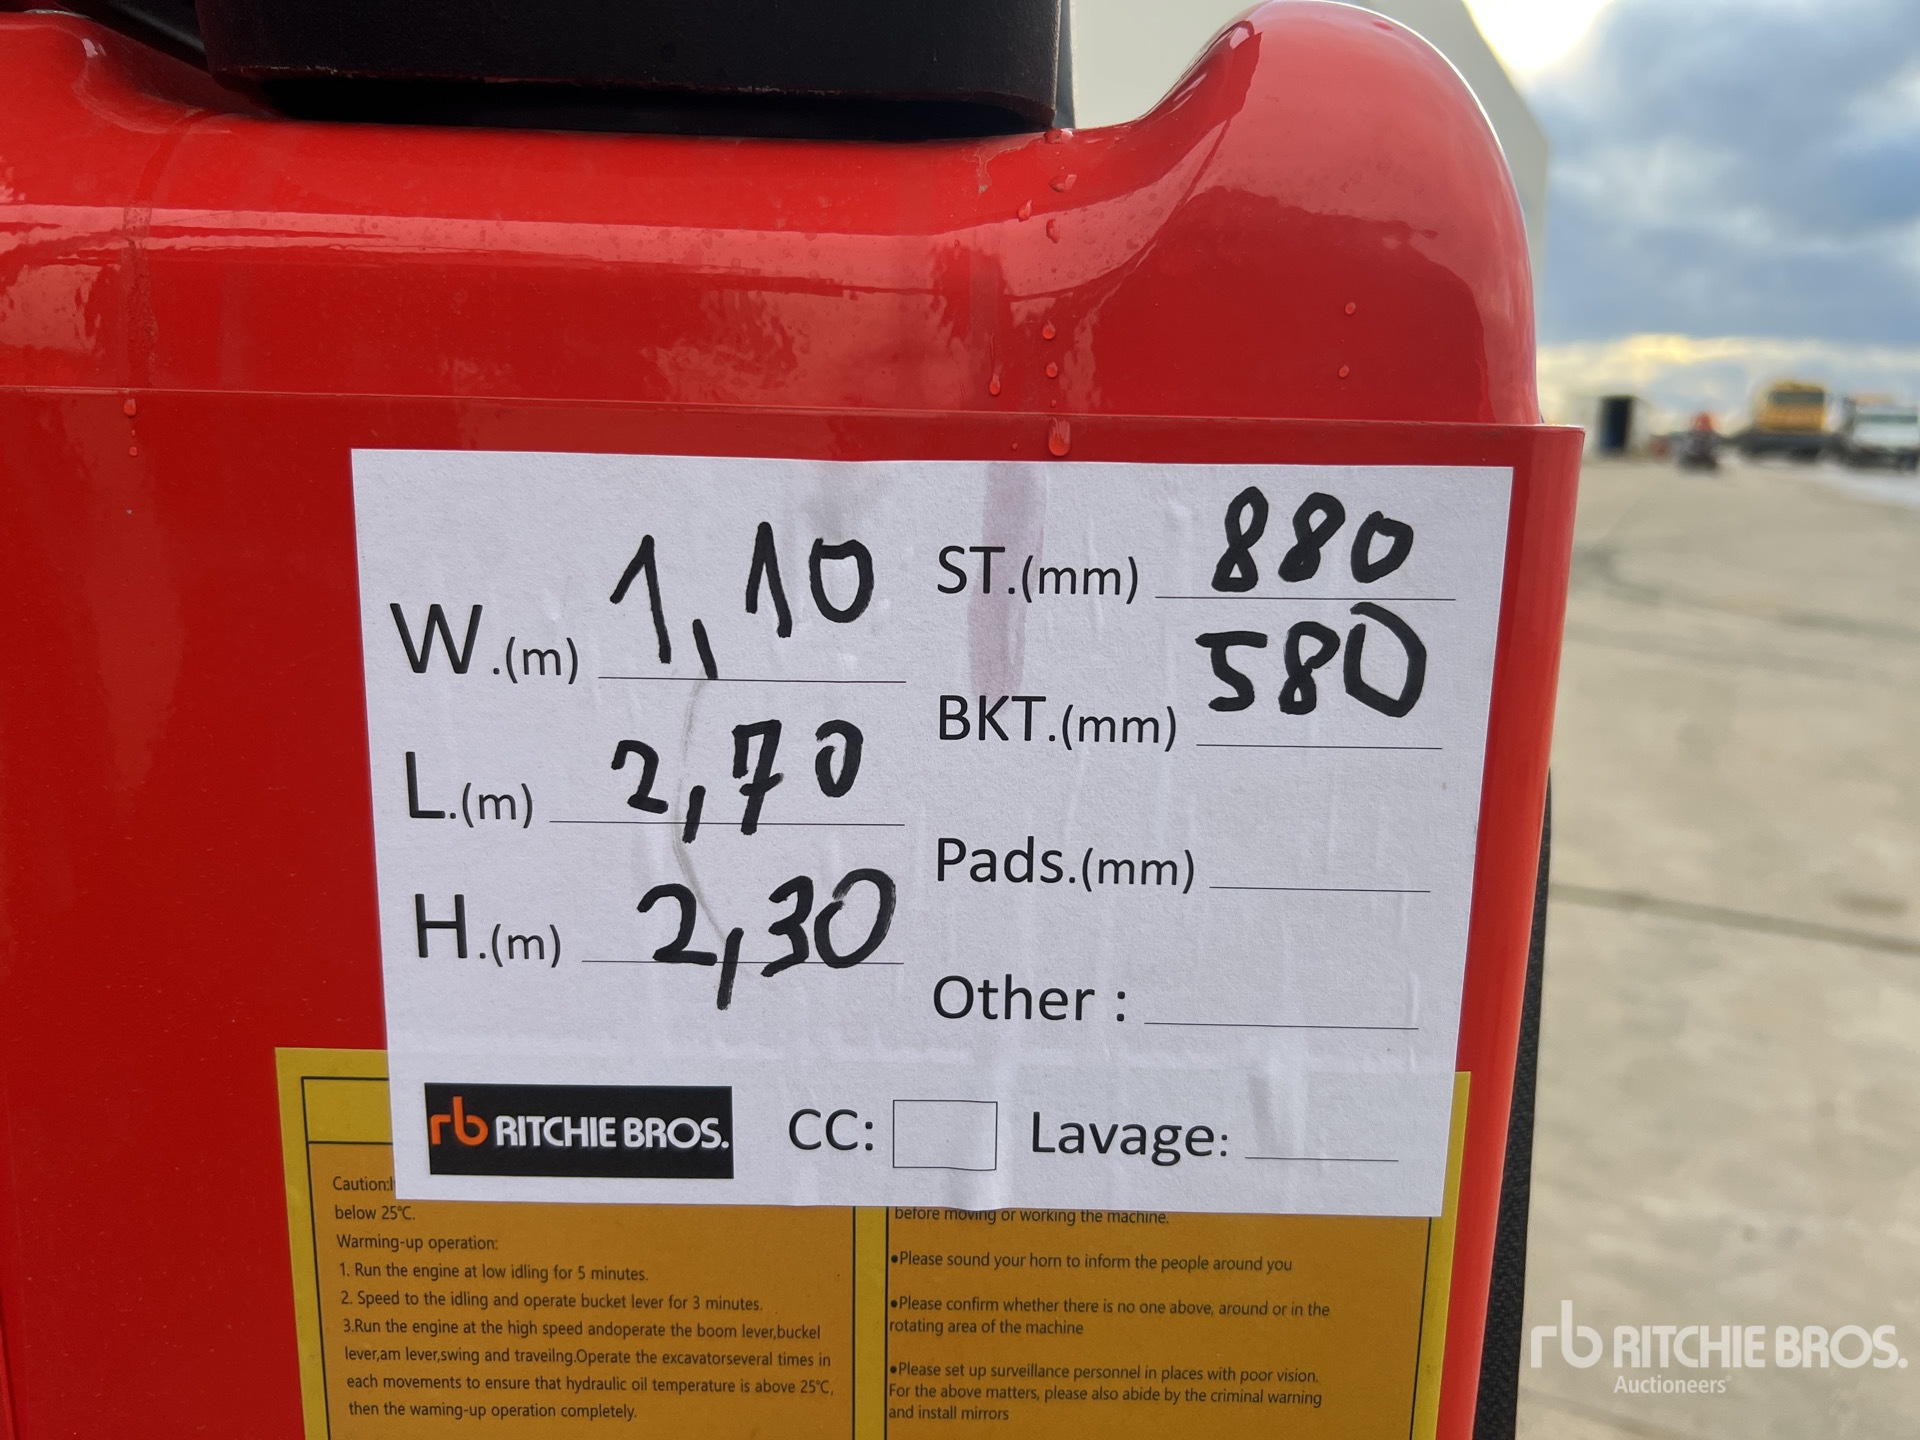 W.(m) 1,10
L.(m) 2,70
H.(m) 2,30
ST.(mm) 880
BKT.(mm) 580
Pads.(mm)
Other :
rb RITCHIE BROS.
CC:
Lavage:
Caution:
below 25℃.
Warming-up operation:
1. Run the engine at low idling for 5 minutes.
2. Speed to the idling and operate bucket lever for 3 minutes.
3.Run the engine at the high speed andoperate the boom lever,buckel
lever,am lever,swing and traveilng.Operate the excavatorseveral times in
each movements to ensure that hydraulic oil temperature is above 25℃,
then the waming-up operation completely.
before moving or working the machine.
●Please sound your horn to inform the people around you
●Please confirm whether there is no one above, around or in the
rotating area of the machine
●Please set up surveillance personnel in places with poor vision.
For the above matters, please also abide by the criminal warning
and install mirrors
rb RITCHIE BROS.
Auctioneers